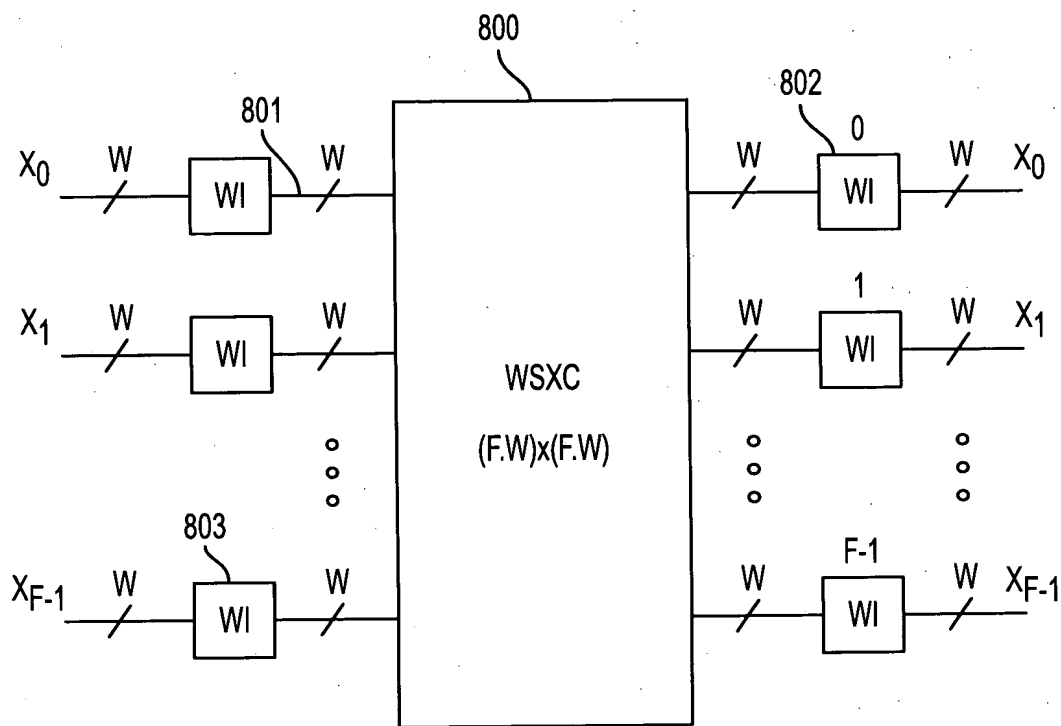 800
801
802
0
X0 W WI W W WI W X0
1
X1 W WI W W WI W X1
WSXC
(F.W)x(F.W)
803
F-1
XF-1 W WI W W WI W XF-1